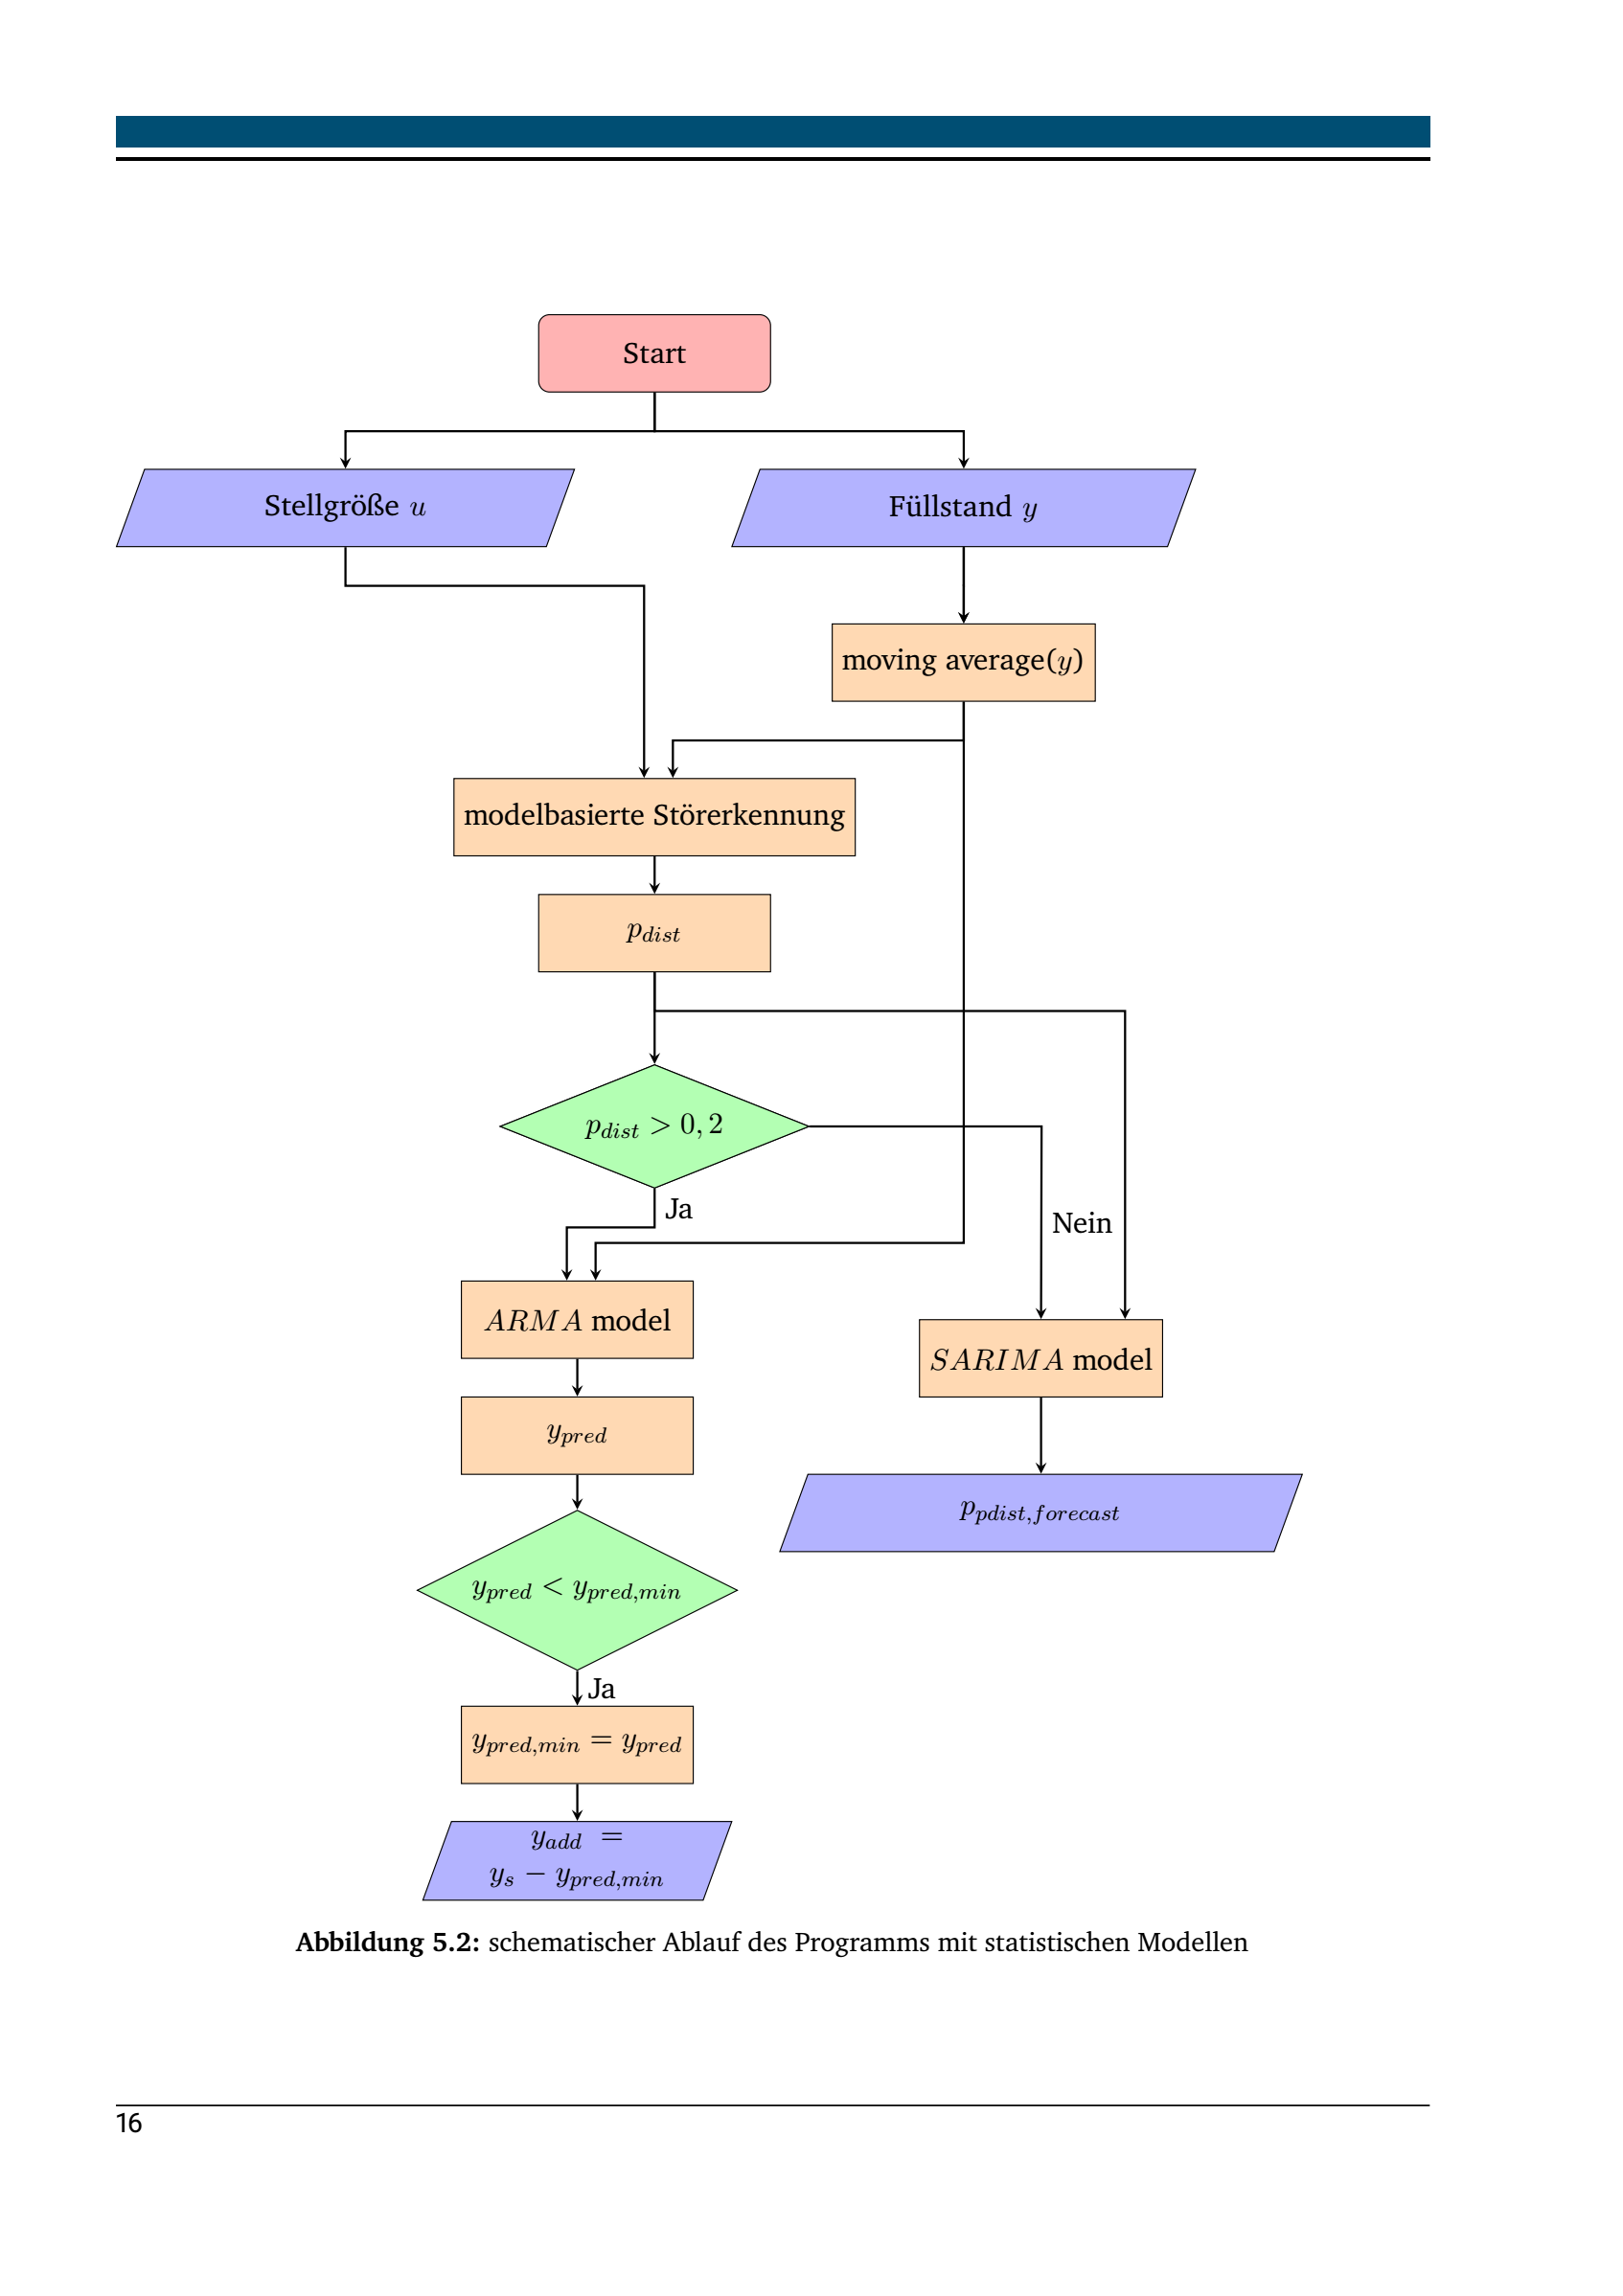 Start
Stellgröße u
Füllstand y
moving average(y)
modelbasierte Störerkennung
p_{dist}
p_{dist} > 0, 2
Ja
Nein
ARMA model
SARIMA model
y_{pred}
p_{pdist,forecast}
y_{pred} < y_{pred,min}
Ja
y_{pred,min} = y_{pred}
y_{add} =
y_s − y_{pred,min}
Abbildung 5.2: schematischer Ablauf des Programms mit statistischen Modellen
16